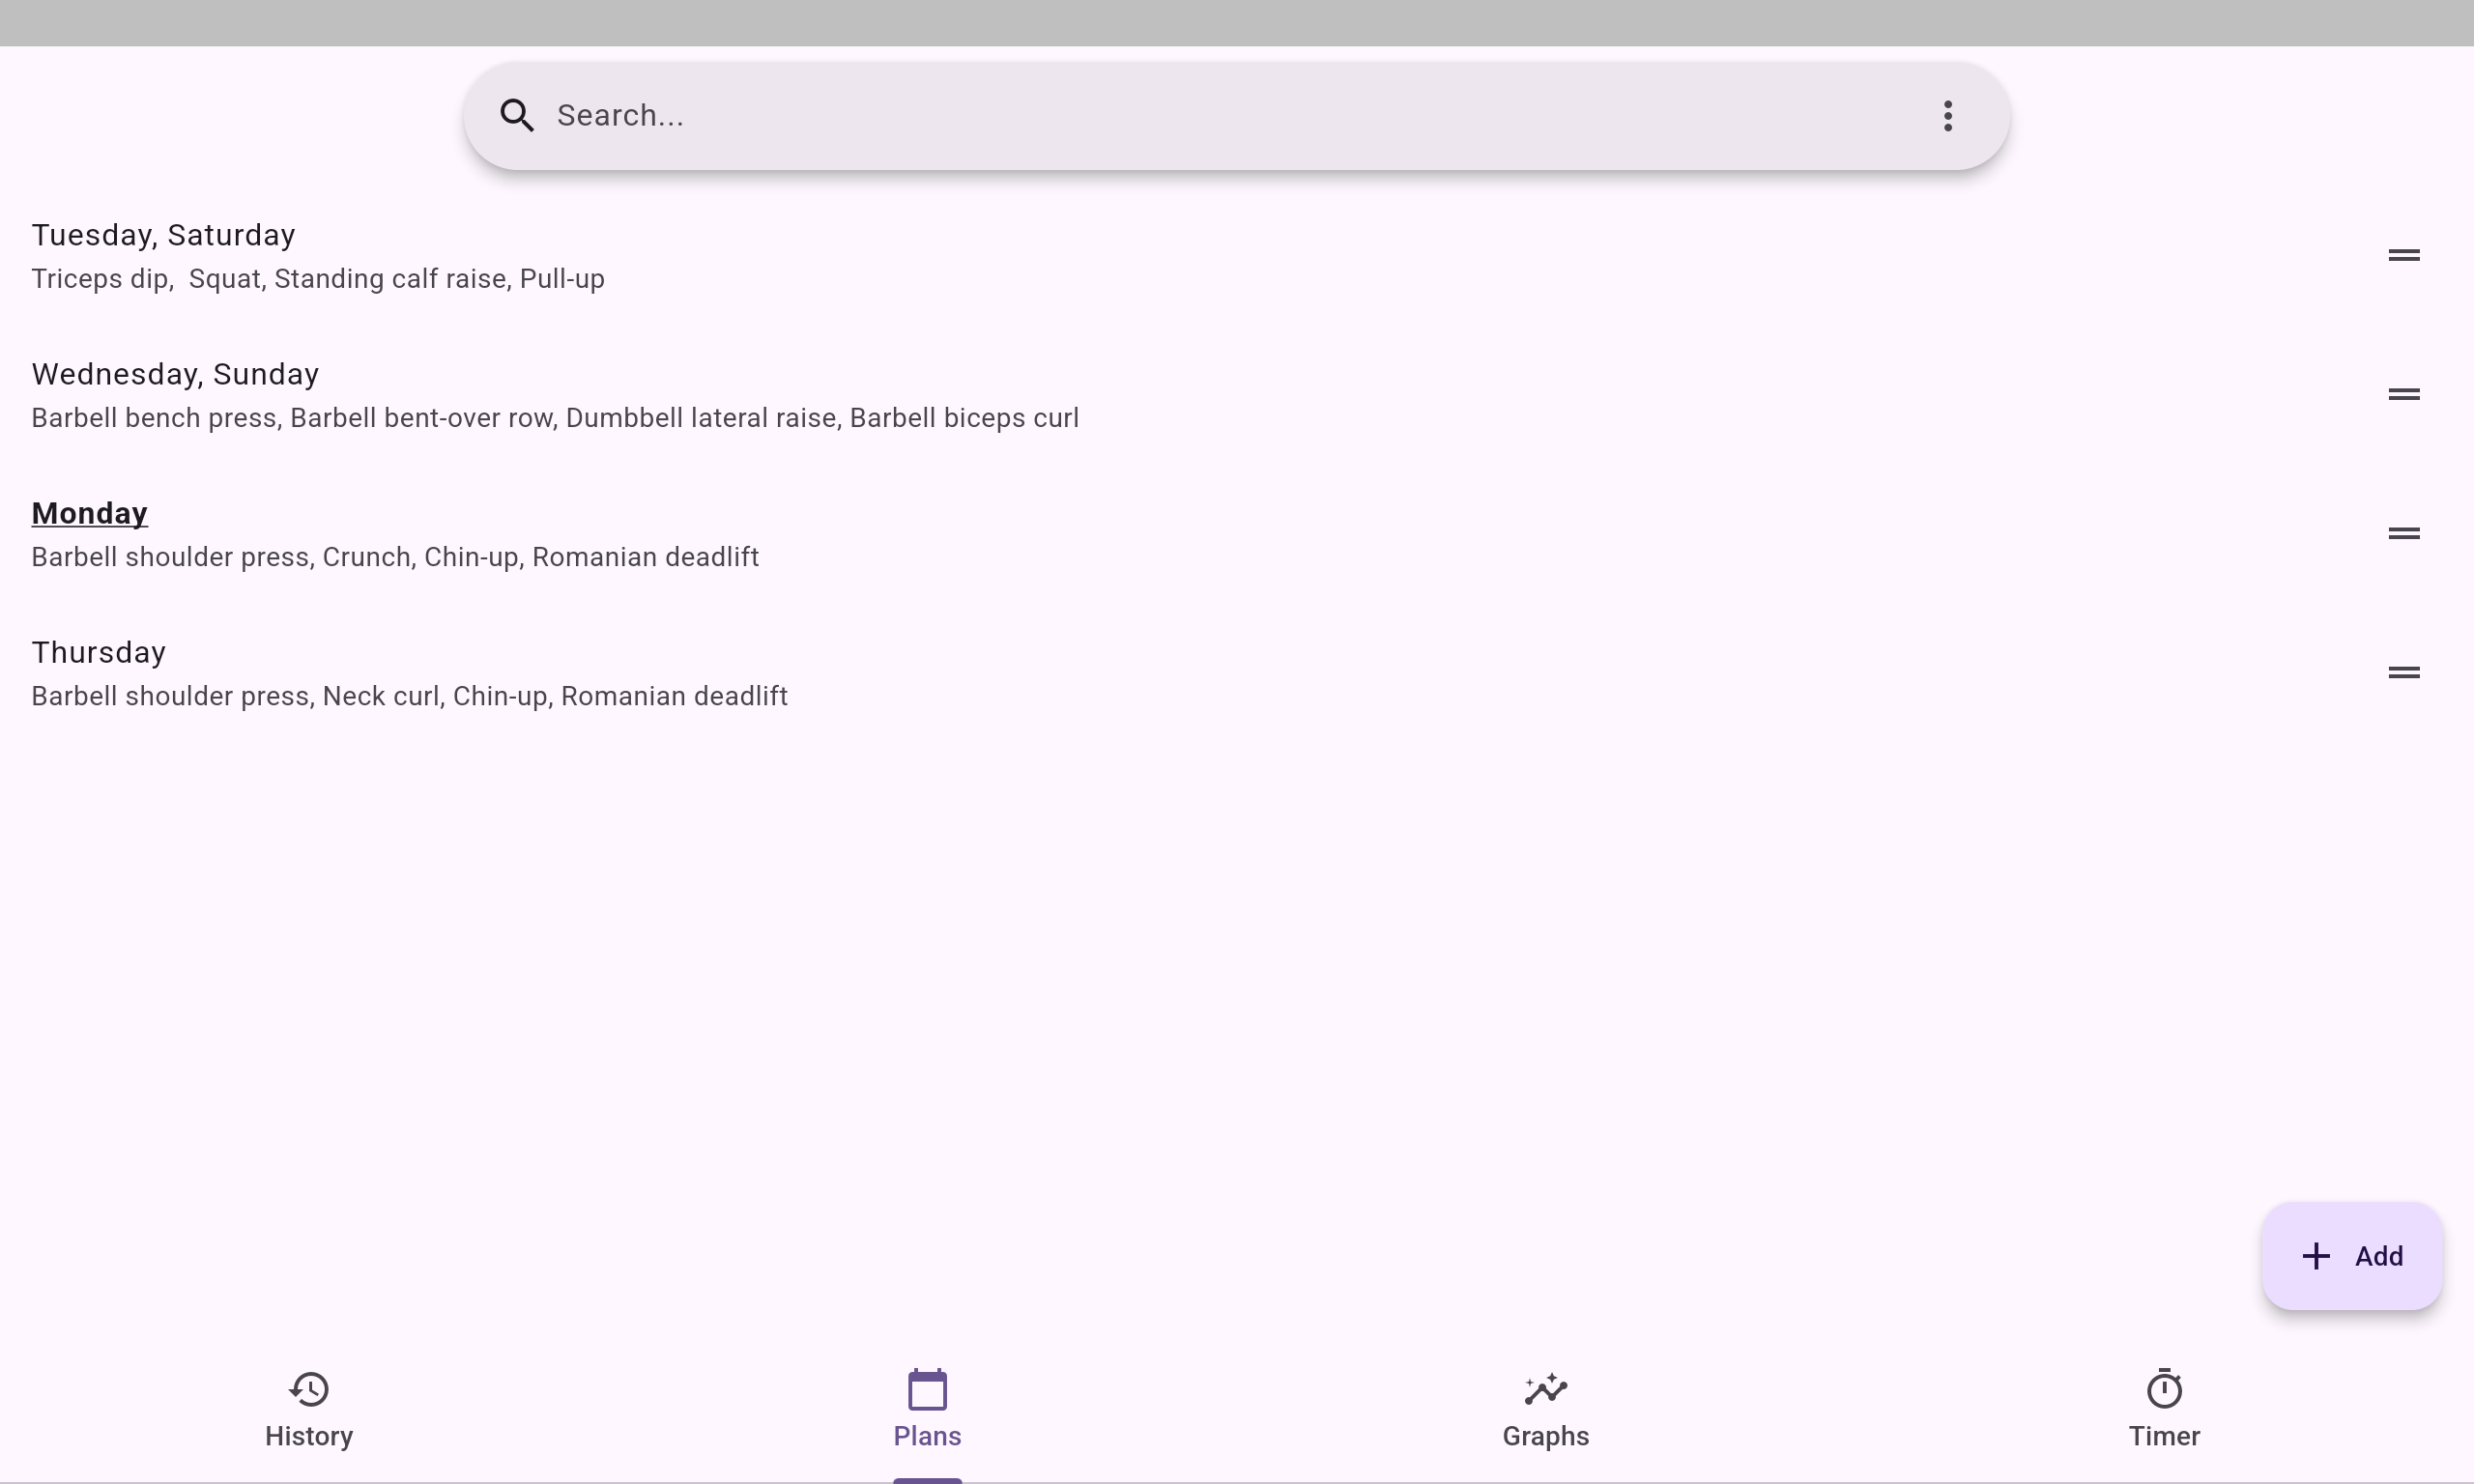 Search...
Tuesday, Saturday
Triceps dip,  Squat, Standing calf raise, Pull-up
Wednesday, Sunday
Barbell bench press, Barbell bent-over row, Dumbbell lateral raise, Barbell biceps curl
Monday
Barbell shoulder press, Crunch, Chin-up, Romanian deadlift
Thursday
Barbell shoulder press, Neck curl, Chin-up, Romanian deadlift
Add
History
Plans
Graphs
Timer